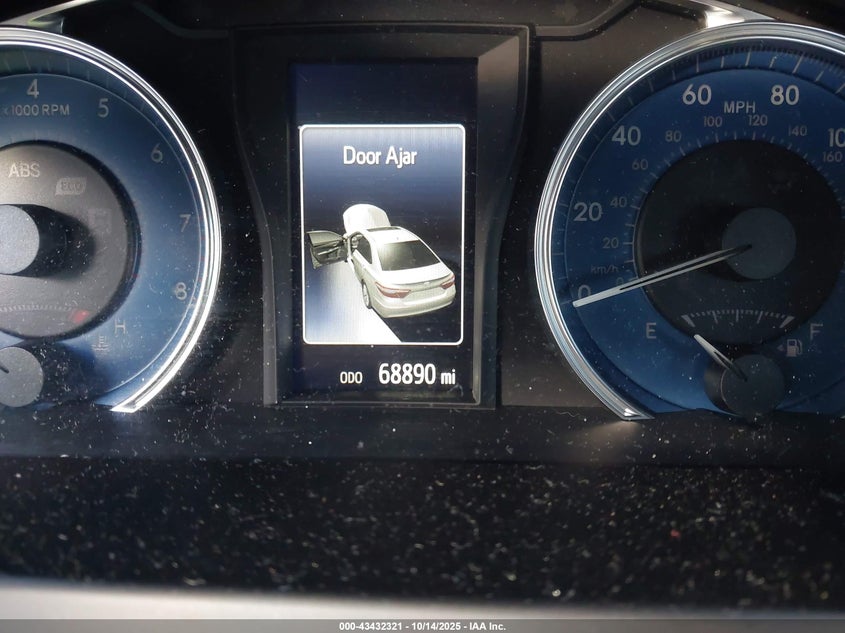 4
x1000 RPM
5
6
7
8
ABS
ECO
H
Door Ajar
ODO 68890 mi
60 MPH 80
100 120
40 80 140
60 160
20 40
20
km/h
0
E F
000-43432321 - 10/14/2025 - IAA Inc.